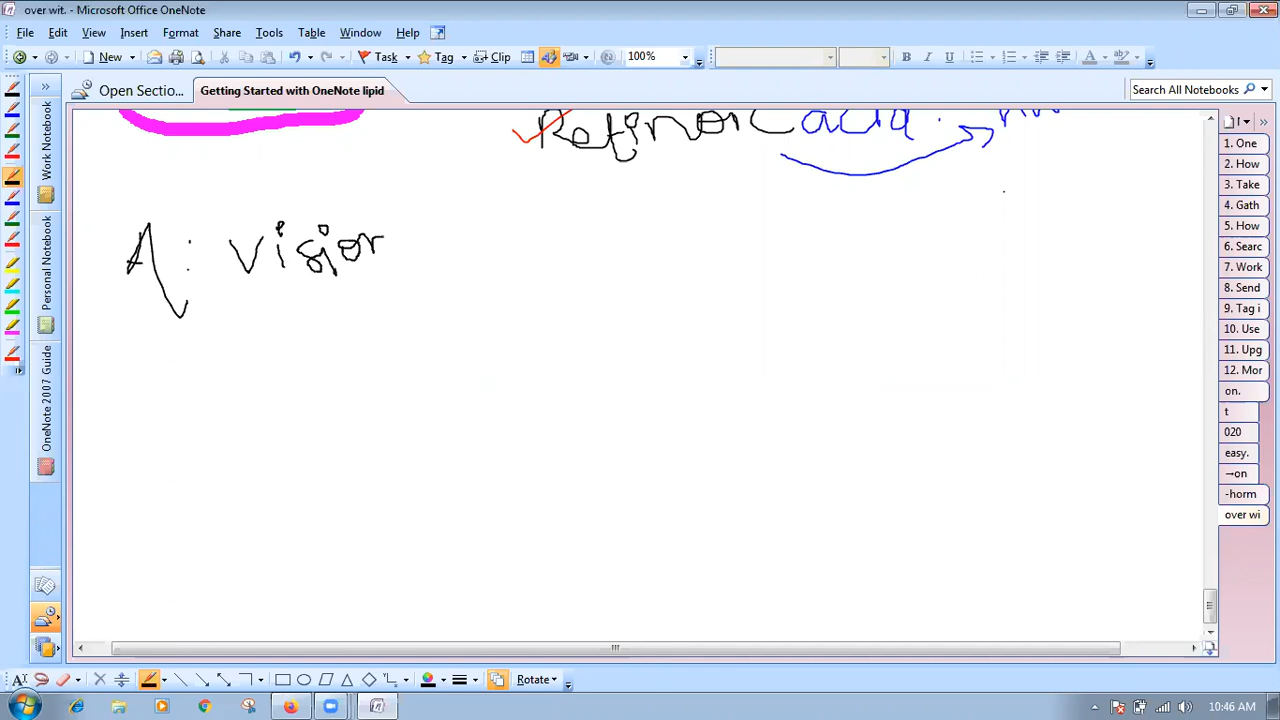 over wit. - Microsoft Office OneNote
File Edit View Insert Format Share Tools Table Window Help
New Task Tag Clip 100%
Open Sectio... Getting Started with OneNote lipid Search All Notebooks
Work Notebook
Personal Notebook
OneNote 2007 Guide
acid.
A: Vision
1. One
2. How
3. Take
4. Gath
5. How
6. Searc
7. Work
8. Send
9. Tag i
10. Use
11. Upg
12. Mor
on.
t
020
easy.
→on
-horm
over wi
Rotate
10:46 AM